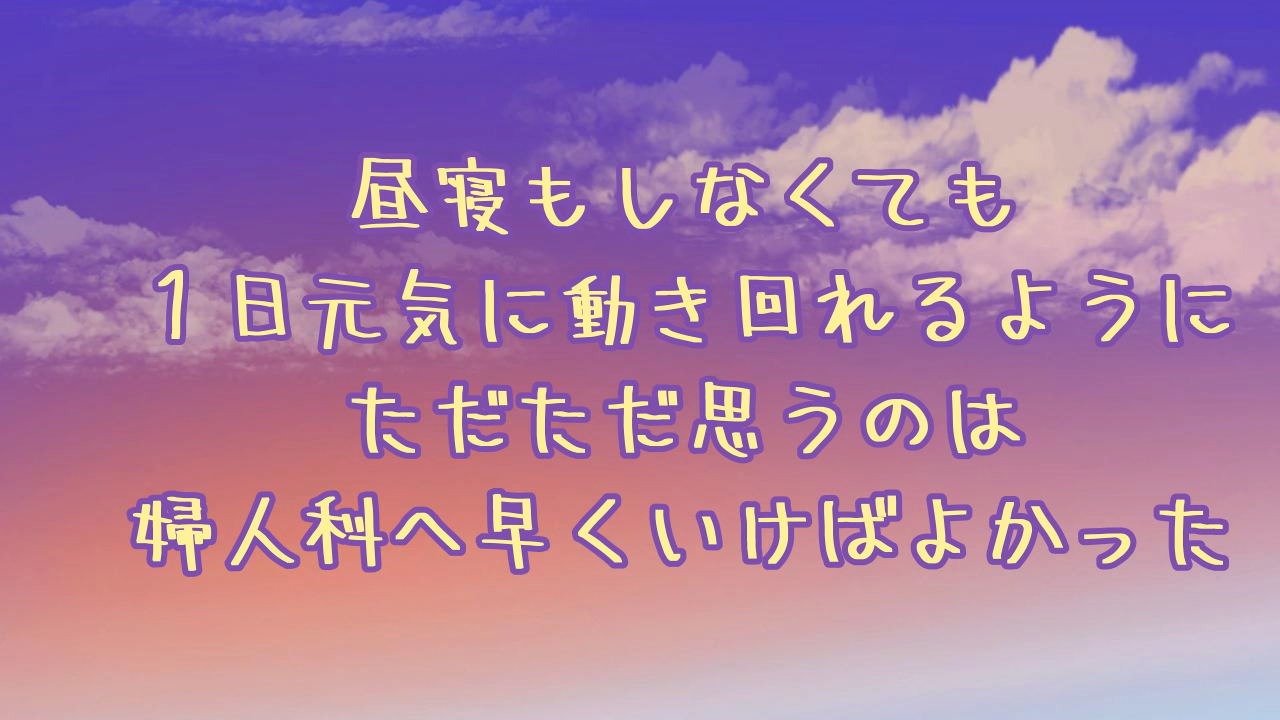 昼寝もしなくても
1日元気に動き回れるように
ただただ思うのは
婦人科へ早くいけばよかった